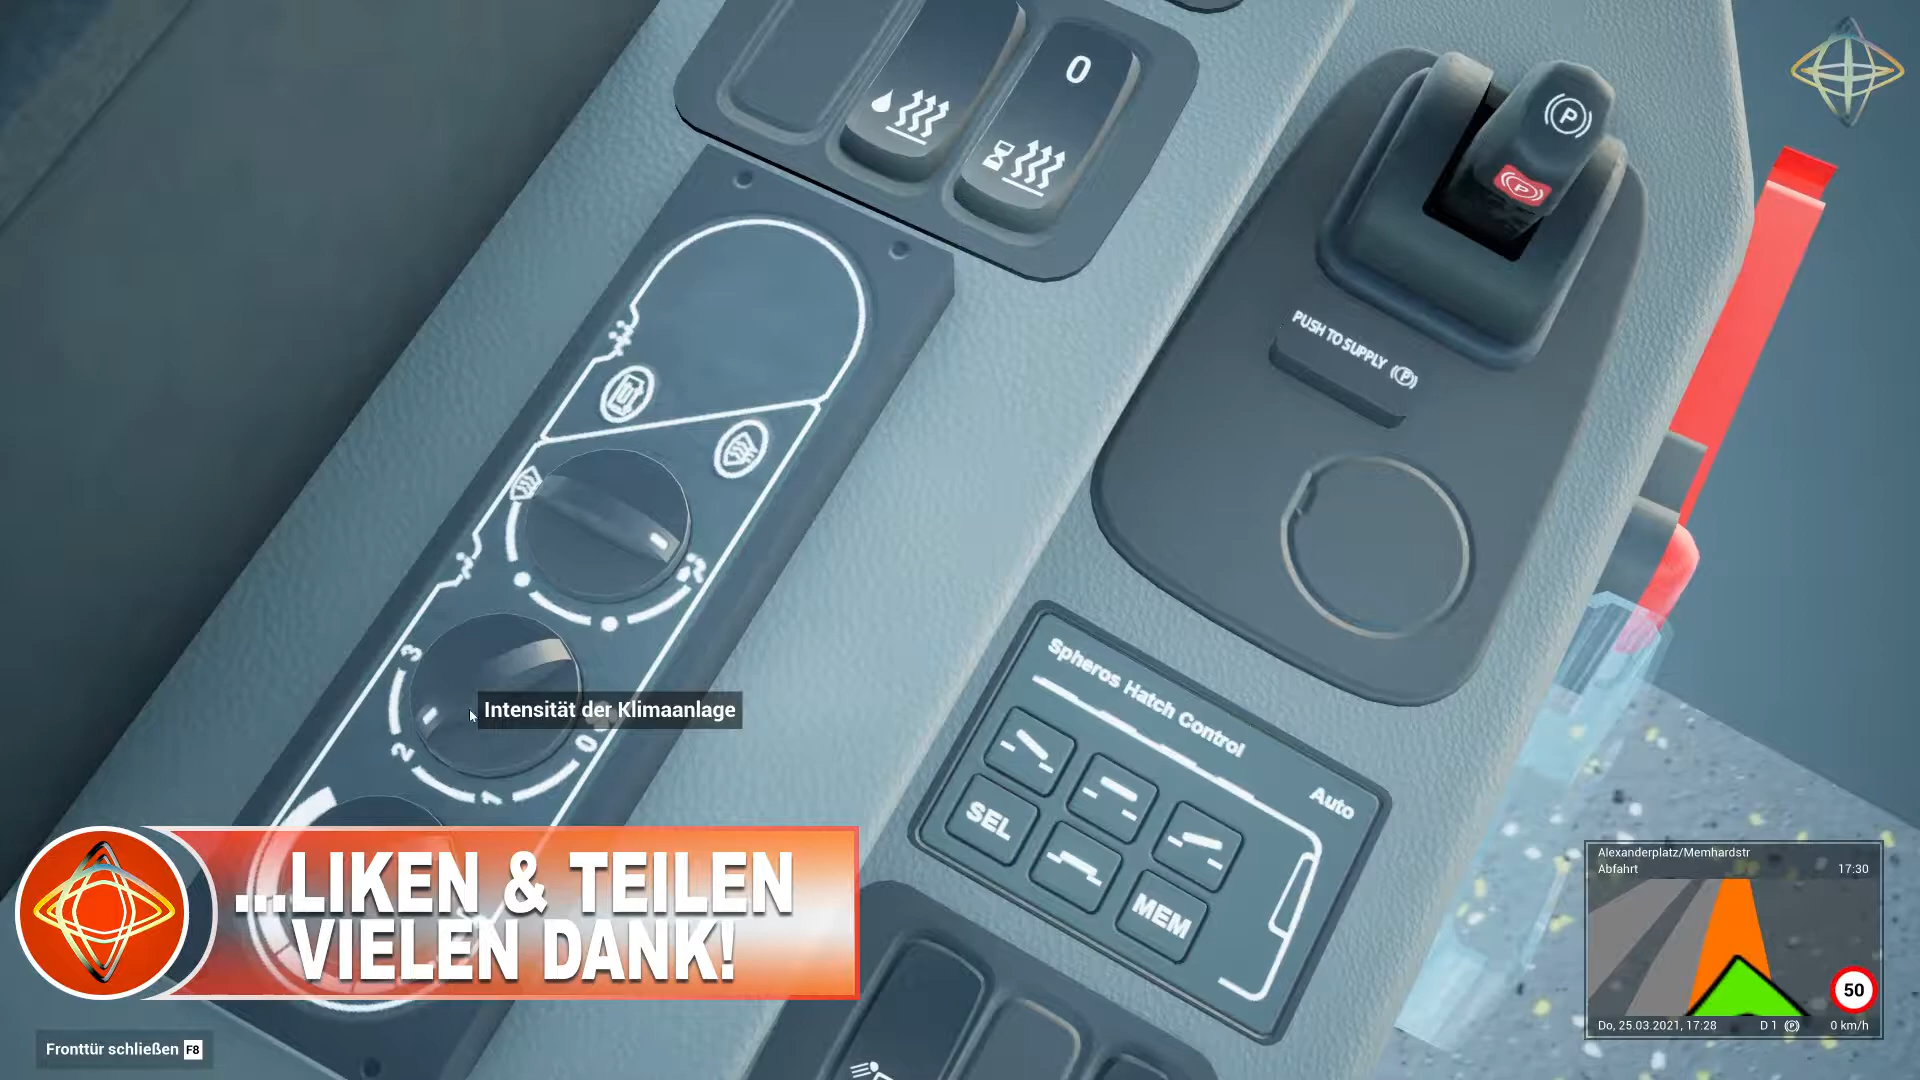 0
PUSH TO SUPPLY (P)
3
2
1
0
Intensität der Klimaanlage
Spheros Hatch Control
Auto
SEL
MEM
...LIKEN & TEILEN
VIELEN DANK!
Alexanderplatz/Memhardstr
Abfahrt 17:30
50
Do, 25.03.2021, 17:28 D 1 (P) 0 km/h
Fronttür schließen F8